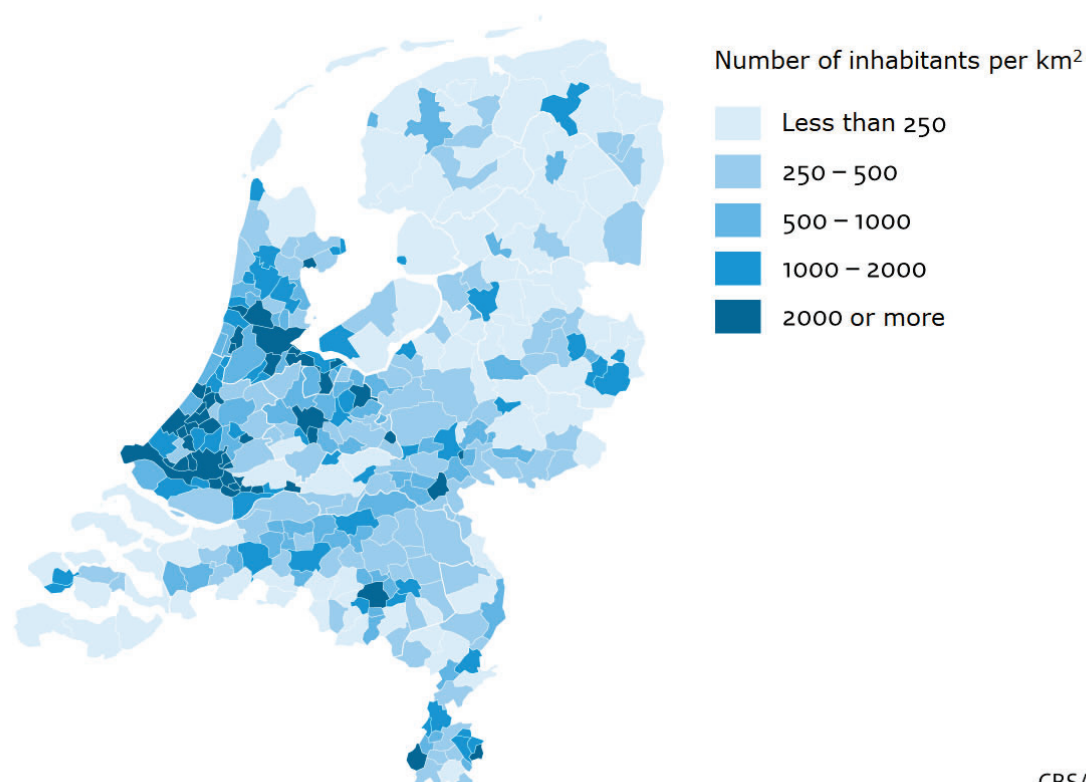 Number of inhabitants per km²
Less than 250
250 – 500
500 – 1000
1000 – 2000
2000 or more